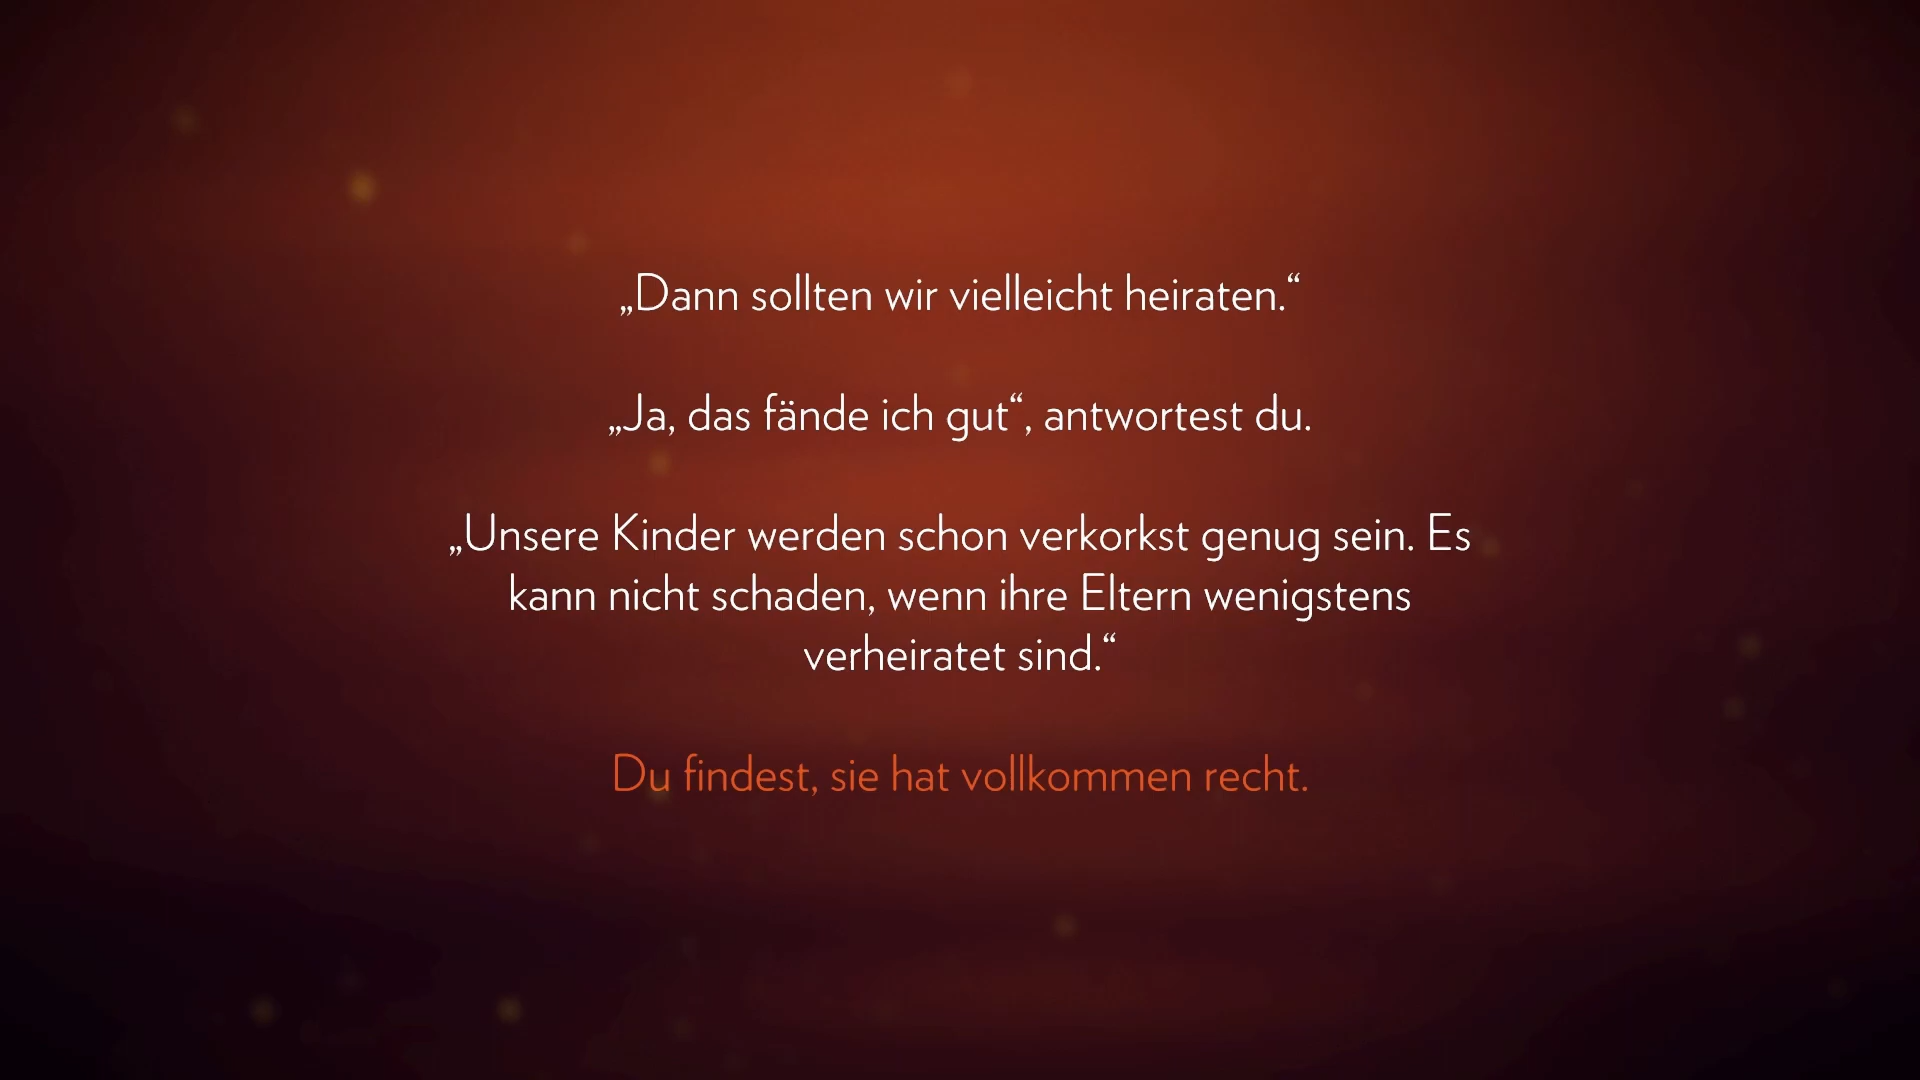 „Dann sollten wir vielleicht heiraten.“
„Ja, das fände ich gut“, antwortest du.
„Unsere Kinder werden schon verkorkst genug sein. Es
kann nicht schaden, wenn ihre Eltern wenigstens
verheiratet sind.“
Du findest, sie hat vollkommen recht.